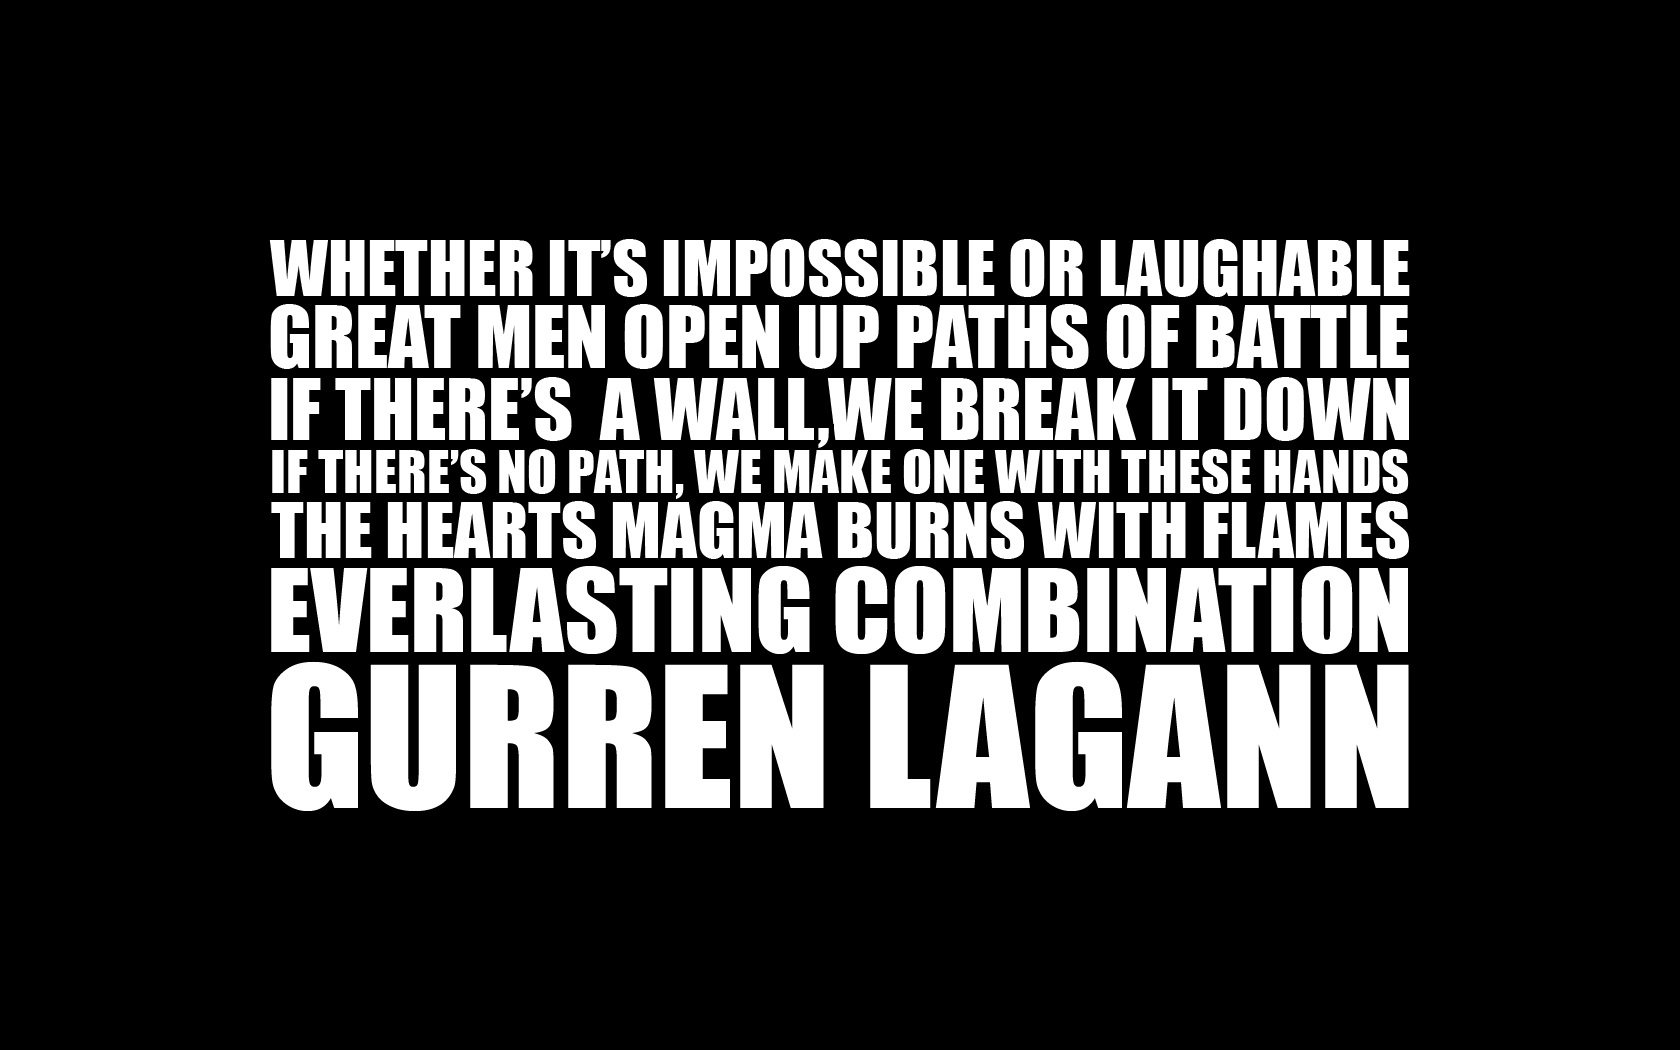 WHETHER IT’S IMPOSSIBLE OR LAUGHABLE
GREAT MEN OPEN UP PATHS OF BATTLE
IF THERE’S  A WALL,WE BREAK IT DOWN
IF THERE’S NO PATH, WE MAKE ONE WITH THESE HANDS
THE HEARTS MAGMA BURNS WITH FLAMES
EVERLASTING COMBINATION
GURREN LAGANN